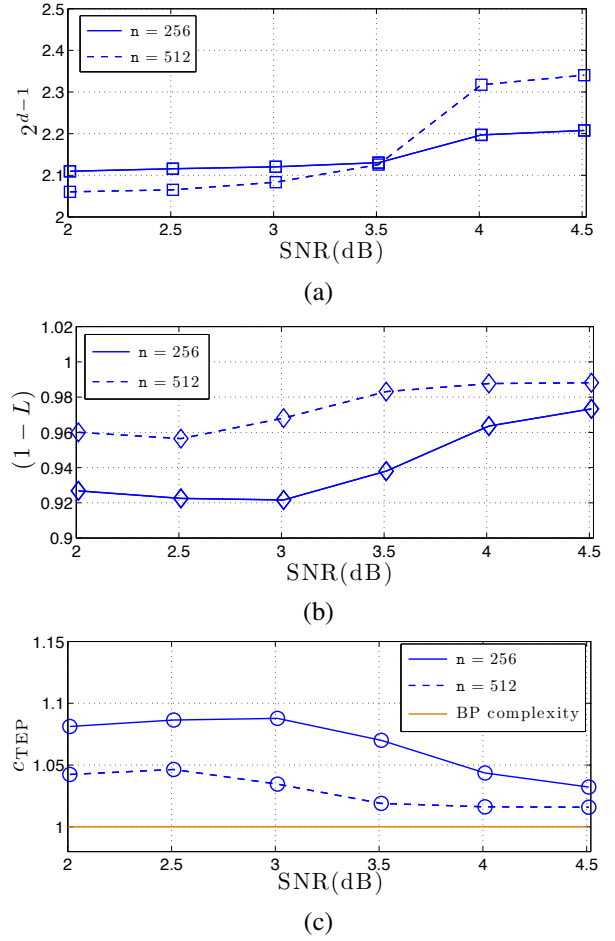 2.5
2.4
2.3
2.2
2.1
2
2^{d-1}
n = 256
n = 512
2 2.5 3 3.5 4 4.5
SNR(dB)
(a)
1.02
1
0.98
0.96
0.94
0.92
0.9
(1 − L)
n = 256
n = 512
2 2.5 3 3.5 4 4.5
SNR(dB)
(b)
1.15
1.1
1.05
1
c_{TEP}
n = 256
n = 512
BP complexity
2 2.5 3 3.5 4 4.5
SNR(dB)
(c)